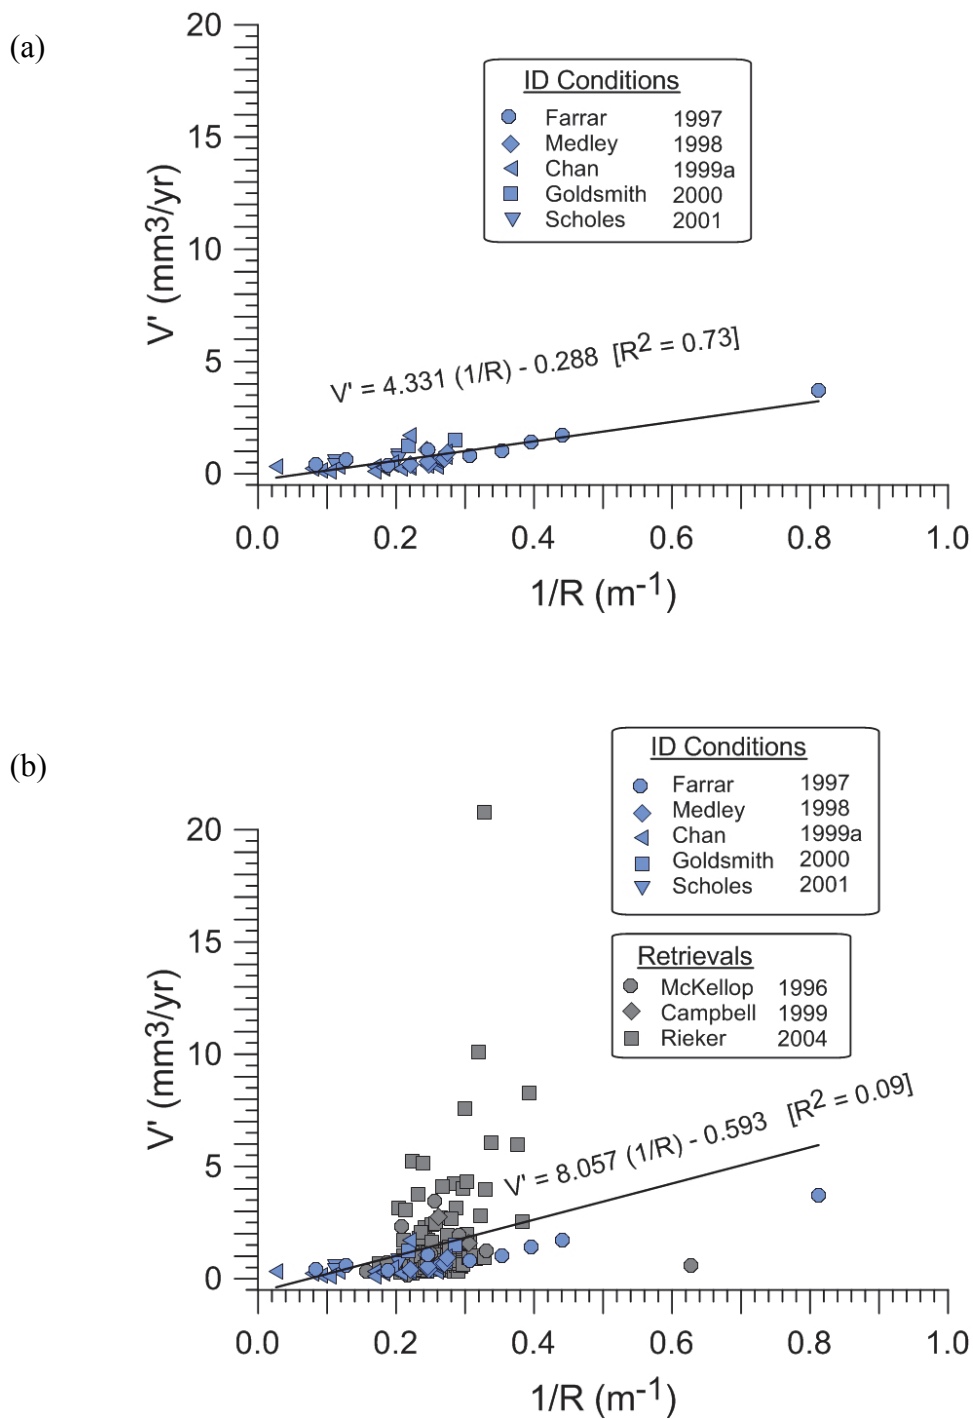 (a)
20
15
10
5
0
V' (mm3/yr)
ID Conditions
Farrar 1997
Medley 1998
Chan 1999a
Goldsmith 2000
Scholes 2001
V' = 4.331 (1/R) - 0.288 [R2 = 0.73]
0.0 0.2 0.4 0.6 0.8 1.0
1/R (m-1)
(b)
ID Conditions
Farrar 1997
Medley 1998
Chan 1999a
Goldsmith 2000
Scholes 2001
Retrievals
McKellop 1996
Campbell 1999
Rieker 2004
20
15
10
5
0
V' (mm3/yr)
V' = 8.057 (1/R) - 0.593 [R2 = 0.09]
0.0 0.2 0.4 0.6 0.8 1.0
1/R (m-1)